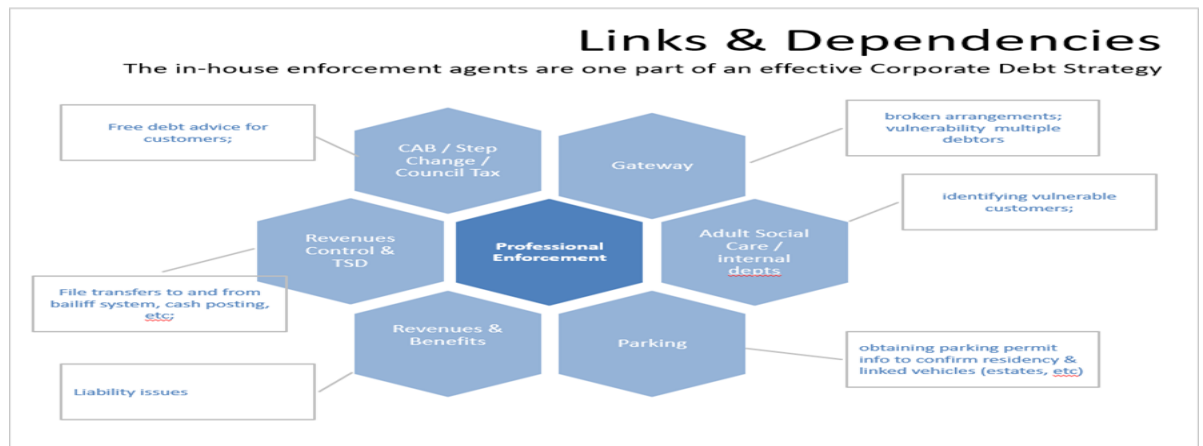 Links & Dependencies
The in-house enforcement agents are one part of an effective Corporate Debt Strategy
Free debt advice for
customers;
CAB / Step
Change /
Council Tax
Gateway
broken arrangements;
vulnerability multiple
debtors
identifying vulnerable
customers;
Revenues
Control &
TSD
Professional
Enforcement
Adult Social
Care /
internal
depts
File transfers to and from
bailiff system, cash posting,
etc;
Revenues &
Benefits
Parking
obtaining parking permit
info to confirm residency &
linked vehicles (estates, etc)
Liability issues